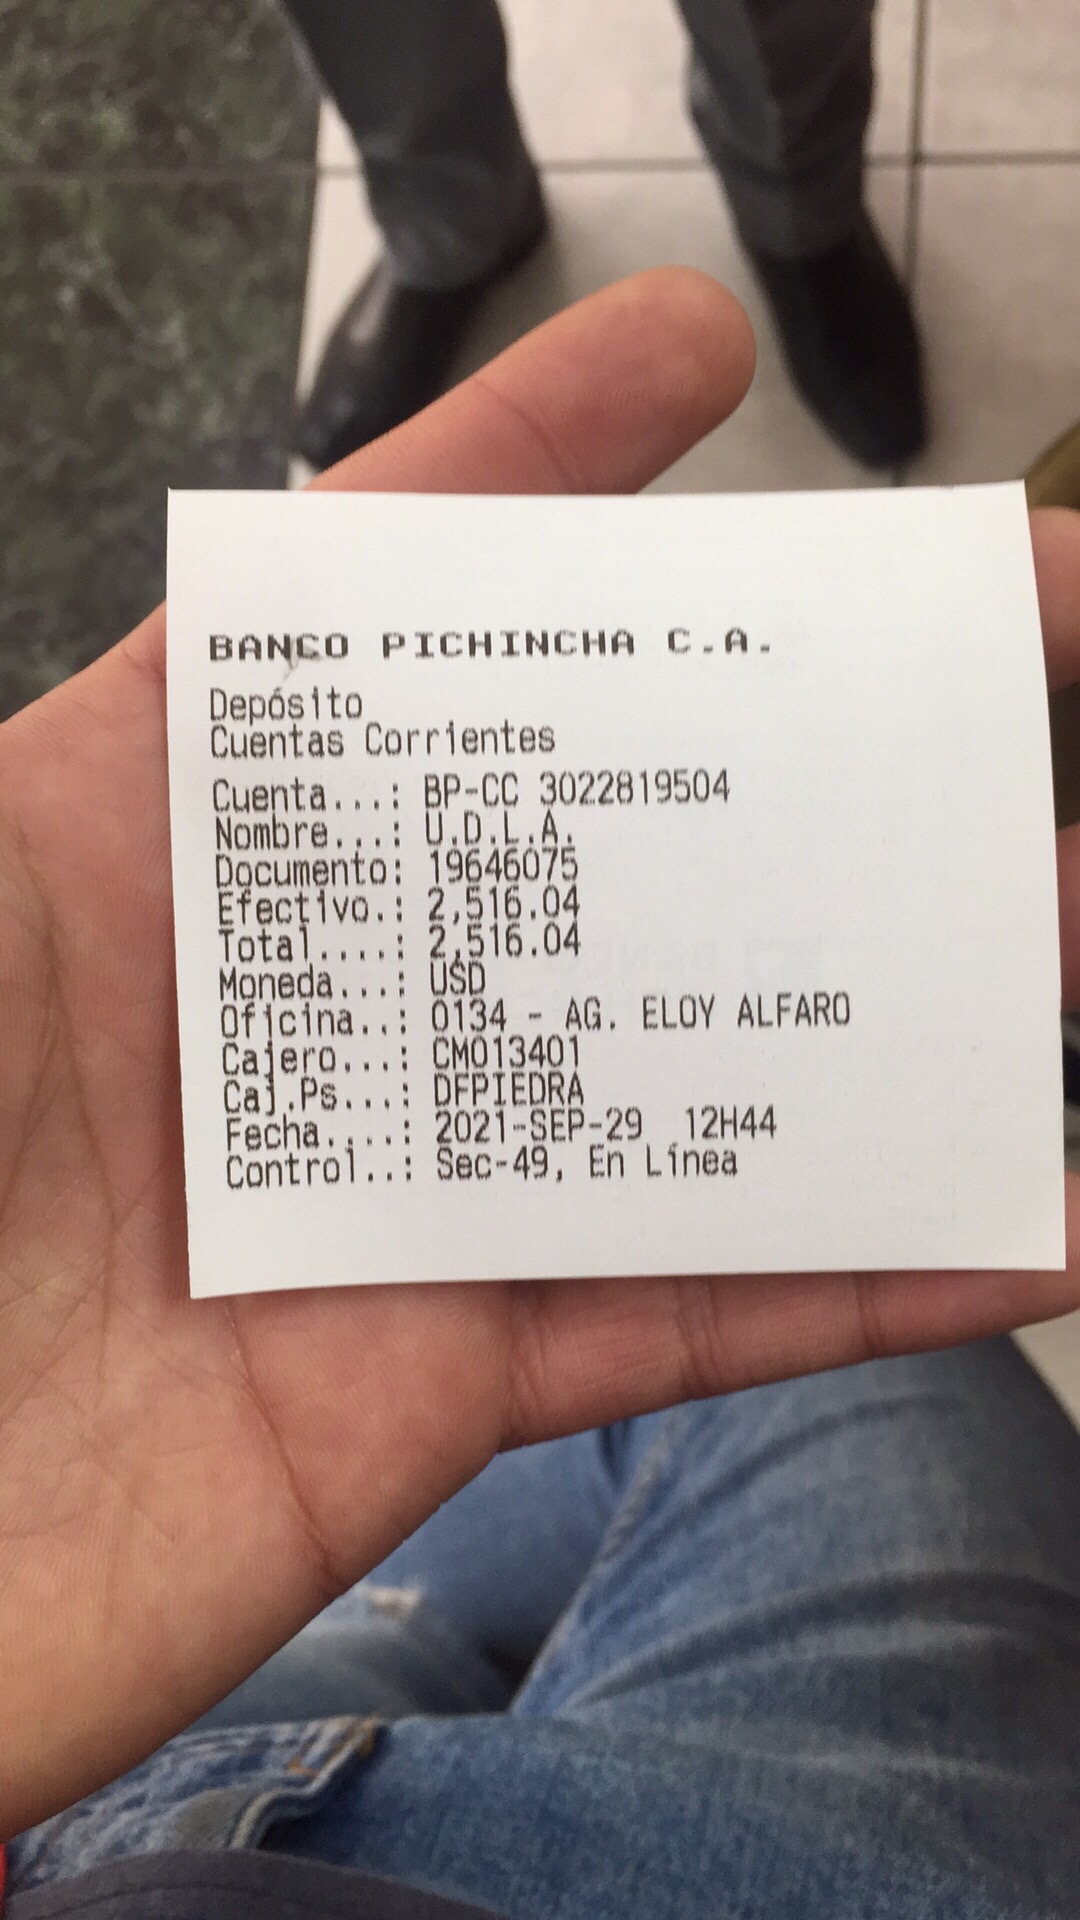 BANCO PICHINCHA C.A.
Depósito
Cuentas Corrientes
Cuenta...: BP-CC 3022819504
Nombre...: U.D.L.A.
Documento: 19646075
Efectivo.: 2,516.04
Total....: 2,516.04
Moneda...: USD
Oficina..: 0134 - AG. ELOY ALFARO
Cajero...: CM013401
Caj.Ps...: DFPIEDRA
Fecha....: 2021-SEP-29  12H44
Control..: Sec-49, En Línea